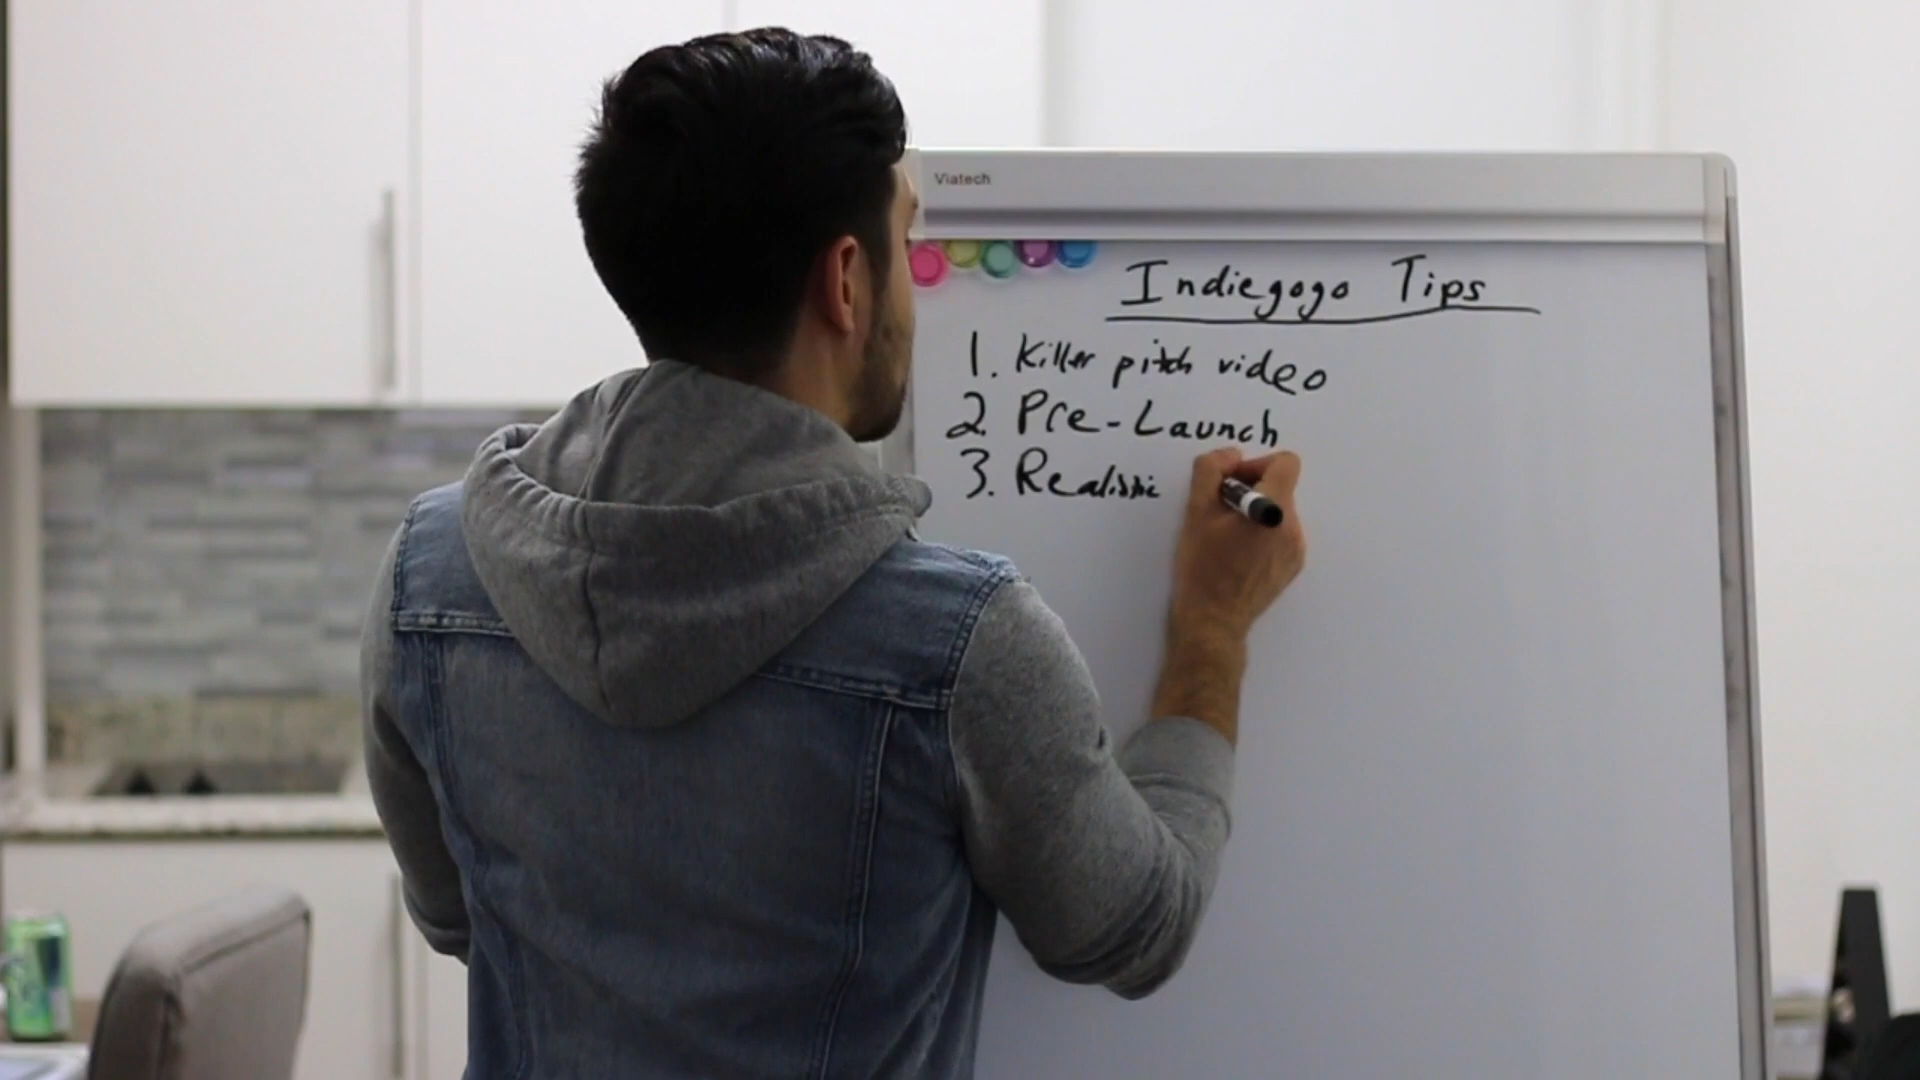 Viatech
Indiegogo Tips
1. Killer pitch video
2. Pre-Launch
3. Realistic